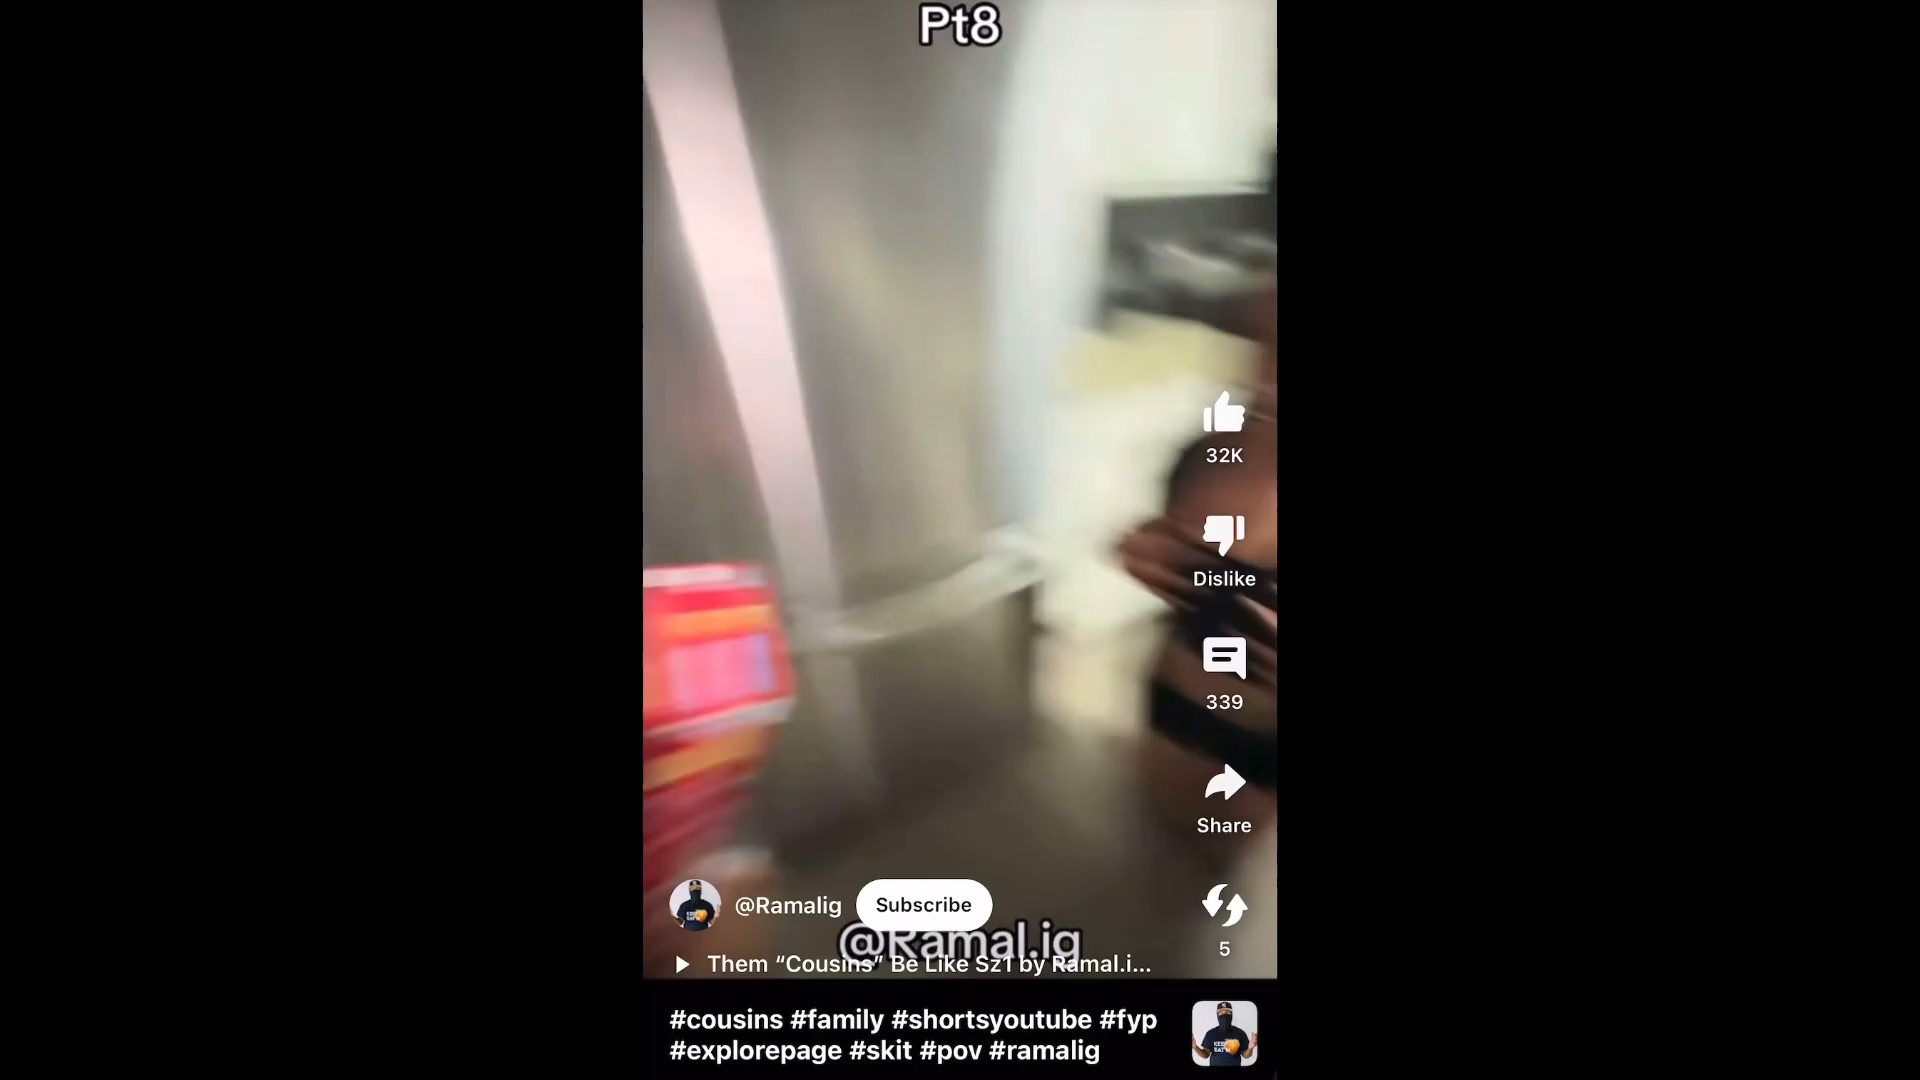 Pt8
32K
Dislike
339
Share
@Ramalig
Subscribe
@Ramal.ig
5
Them “Cousins” Be Like Sz1 by Ramal.i...
#cousins #family #shortsyoutube #fyp
#explorepage #skit #pov #ramalig